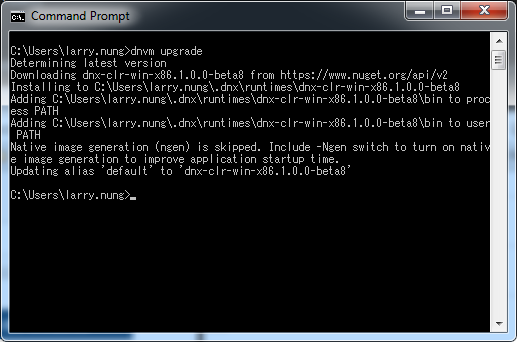 Command Prompt
C:\Users\larry.nung>dnvm upgrade
Determining latest version
Downloading dnx-clr-win-x86.1.0.0-beta8 from https://www.nuget.org/api/v2
Installing to C:\Users\larry.nung\.dnx\runtimes\dnx-clr-win-x86.1.0.0-beta8
Adding C:\Users\larry.nung\.dnx\runtimes\dnx-clr-win-x86.1.0.0-beta8\bin to proc
ess PATH
Adding C:\Users\larry.nung\.dnx\runtimes\dnx-clr-win-x86.1.0.0-beta8\bin to user
 PATH
Native image generation (ngen) is skipped. Include -Ngen switch to turn on nativ
e image generation to improve application startup time.
Updating alias 'default' to 'dnx-clr-win-x86.1.0.0-beta8'
C:\Users\larry.nung>_